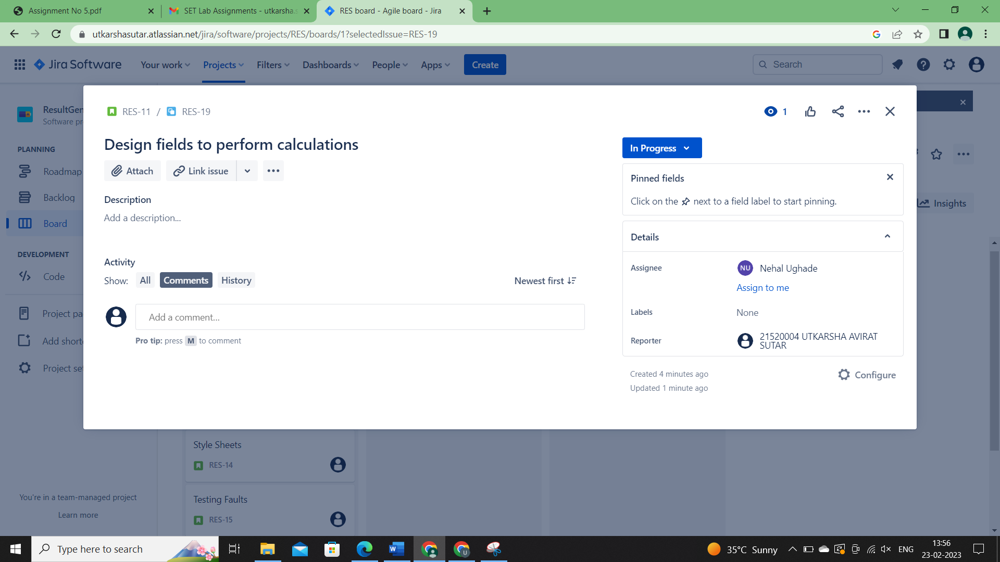 Assignment No 5.pdf
SET Lab Assignments - utkarsha.s
RES board - Agile board - Jira
utkarshasutar.atlassian.net/jira/software/projects/RES/boards/1?selectedIssue=RES-19
Jira Software
Your work
Projects
Filters
Dashboards
People
Apps
Create
Search
ResultGen
Software pr
PLANNING
Roadmap
Backlog
Board
DEVELOPMENT
Code
Project pa
Add shorte
Project set
You're in a team-managed project
Learn more
RES-11 / RES-19
1
Design fields to perform calculations
Attach
Link issue
Description
Add a description...
Activity
Show: All Comments History
Newest first
Add a comment...
Pro tip: press M to comment
In Progress
Pinned fields
Click on the next to a field label to start pinning.
Details
Assignee
NU Nehal Ughade
Assign to me
Labels
None
Reporter
21520004 UTKARSHA AVIRAT
SUTAR
Created 4 minutes ago
Updated 1 minute ago
Configure
Insights
Style Sheets
RES-14
Testing Faults
RES-15
Type here to search
U
35°C Sunny
ENG
13:56
23-02-2023